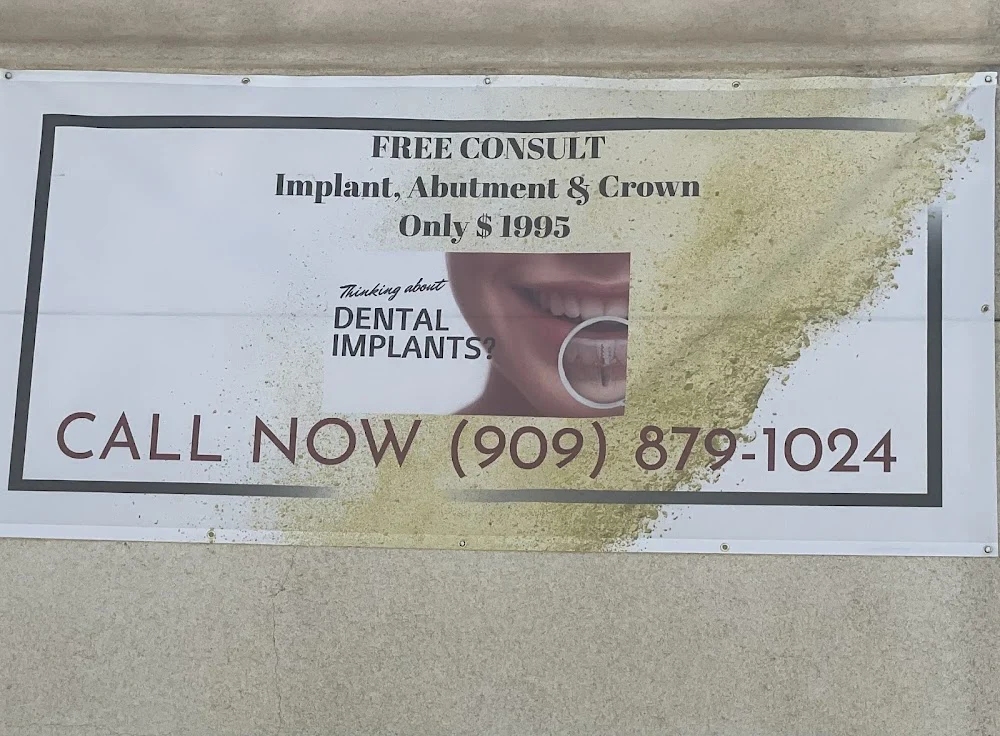 FREE CONSULT
Implant, Abutment & Crown
Only $ 1995
Thinking about
DENTAL
IMPLANTS?
CALL NOW (909) 879-1024